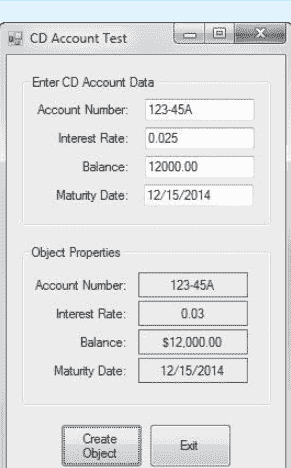 CD Account Test
Enter CD Account Data
Account Number: 123-45A
Interest Rate: 0.025
Balance: 12000.00
Maturity Date: 12/15/2014
Object Properties
Account Number: 123-45A
Interest Rate: 0.03
Balance: $12,000.00
Maturity Date: 12/15/2014
Create Exit
Object